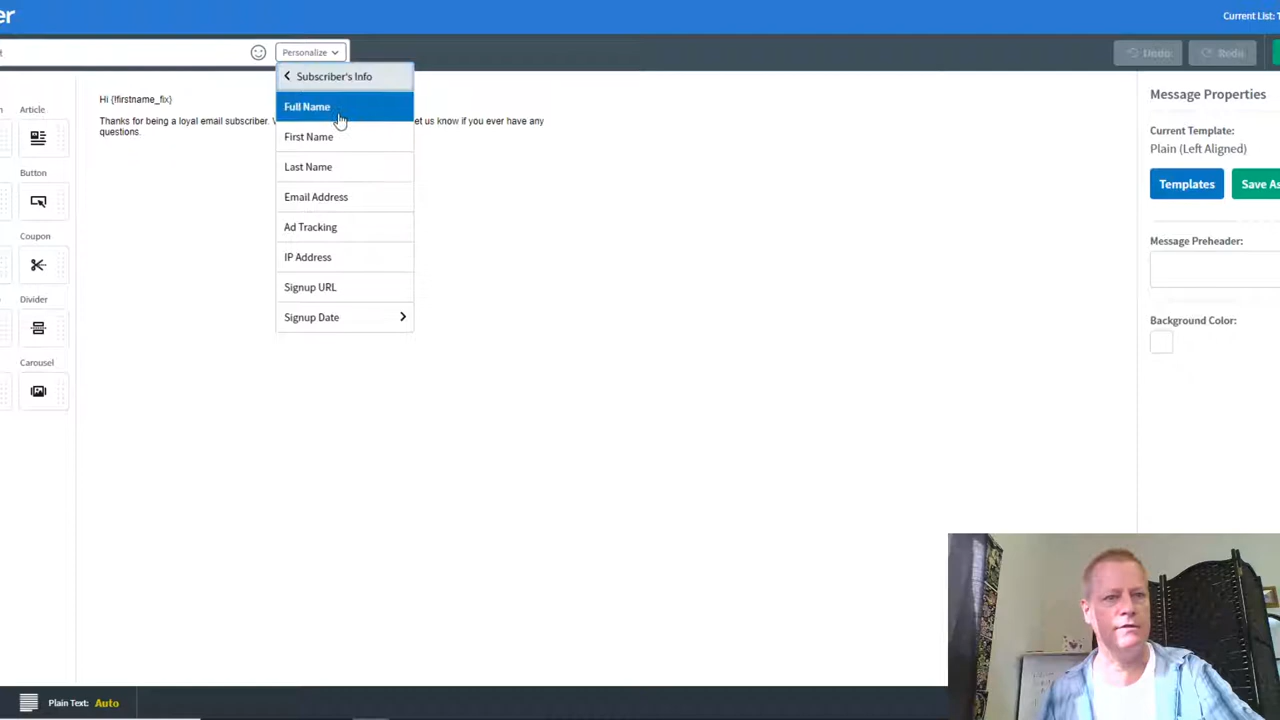 er
Current List:
Personalize
Undo
Redo
Subscriber's Info
Full Name
First Name
Last Name
Email Address
Ad Tracking
IP Address
Signup URL
Signup Date
Hi {!firstname_fix}
Thanks for being a loyal email subscriber. et us know if you ever have any
questions.
Article
Button
Coupon
Divider
Carousel
Message Properties
Current Template:
Plain (Left Aligned)
Templates
Save As
Message Preheader:
Background Color:
Plain Text: Auto